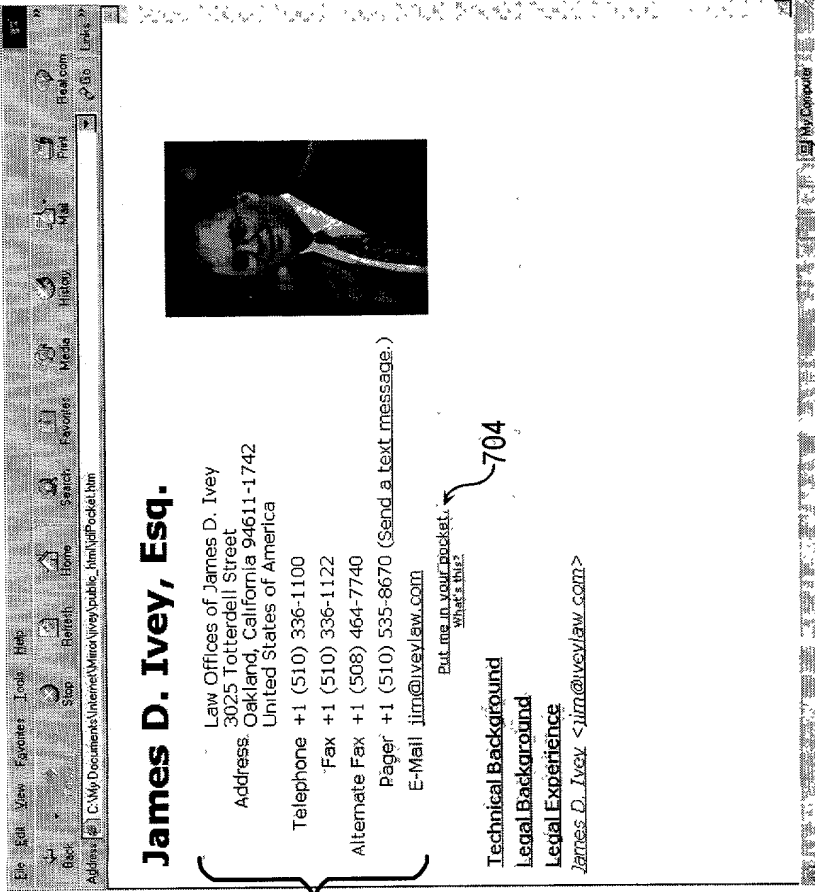 File Edit View Favorites Tools Help
Back Stop Refresh Home Search Favorites Media History Mail Print Real.com
Address C:\My Documents\Internet\Mirror\ivey\public_html\jdiPocket.htm Go Links
James D. Ivey, Esq.
Address Law Offices of James D. Ivey
3025 Totterdell Street
Oakland, California 94611-1742
United States of America
Telephone +1 (510) 336-1100
Fax +1 (510) 336-1122
Alternate Fax +1 (508) 464-7740
Pager +1 (510) 535-8670 (Send a text message.)
E-Mail jim@iveylaw.com
Put me in your pocket.
What's this?
704
Technical Background
Legal Background
Legal Experience
James D. Ivey <jim@iveylaw.com>
My Computer